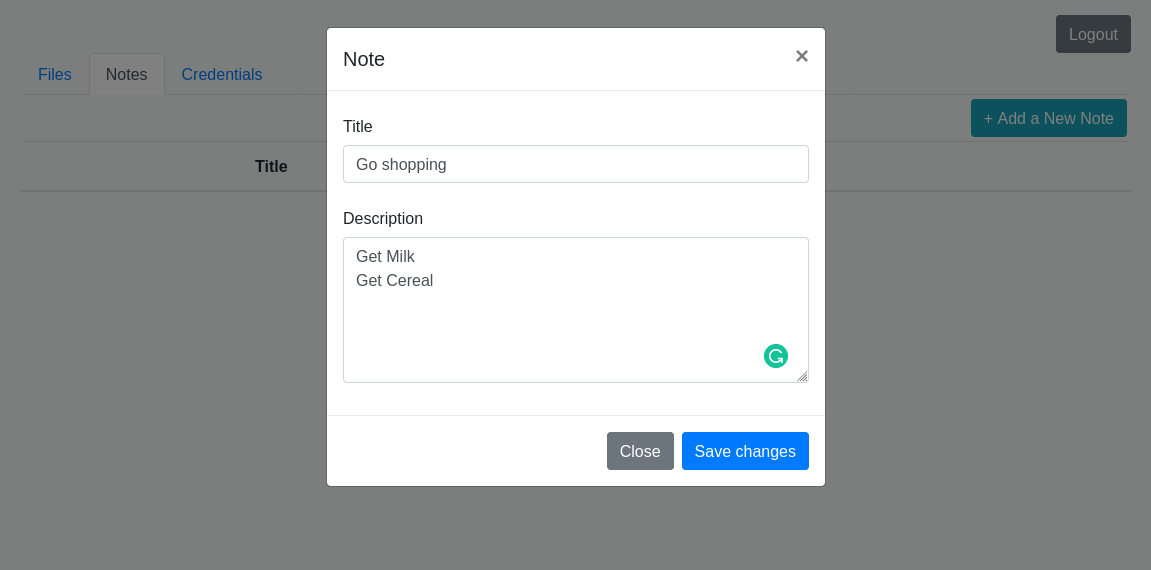 Logout
Files Notes Credentials
+ Add a New Note
Title
Note ×
Title
Go shopping
Description
Get Milk
Get Cereal
Close Save changes